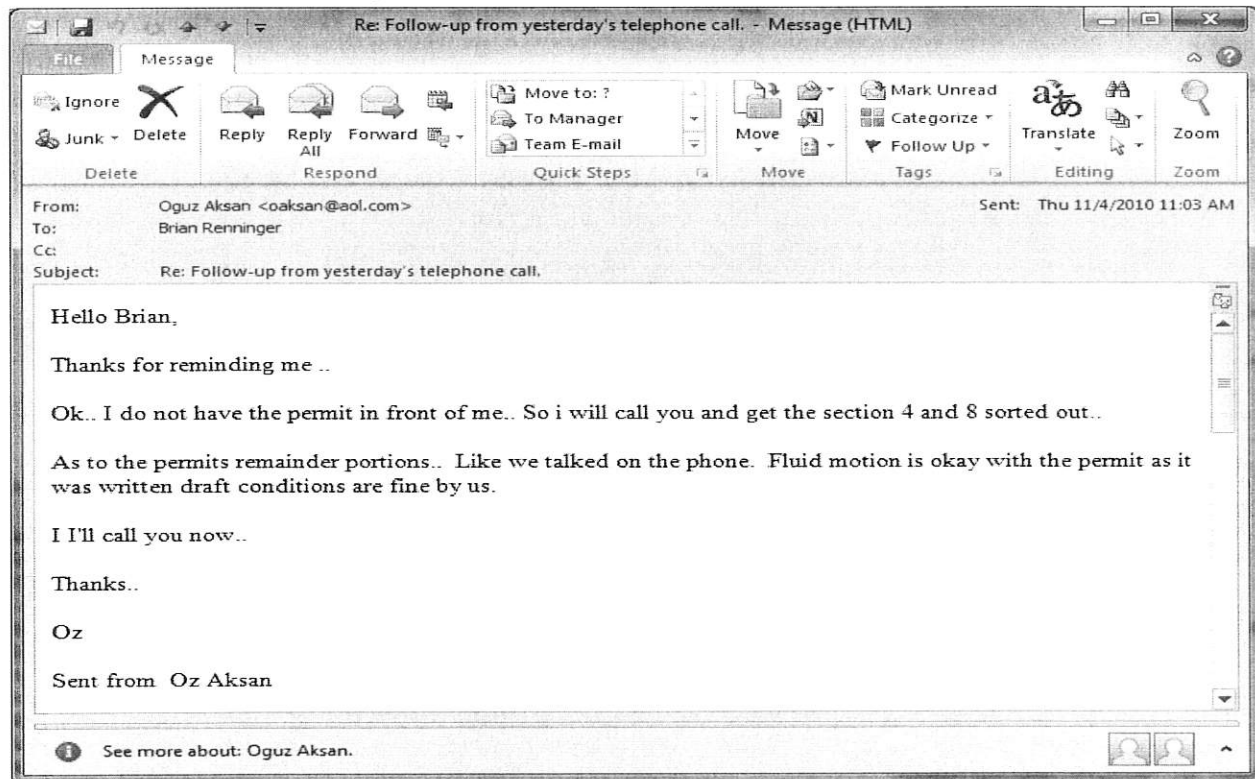 Re: Follow-up from yesterday's telephone call. - Message (HTML)
File Message
Ignore
Junk Delete Reply Reply All Forward
Move to: ?
To Manager
Team E-mail
Move
Mark Unread
Categorize
Follow Up
Translate
Zoom
Delete Respond Quick Steps Move Tags Editing Zoom
From: Oguz Aksan <oaksan@aol.com> Sent: Thu 11/4/2010 11:03 AM
To: Brian Renninger
Cc:
Subject: Re: Follow-up from yesterday's telephone call.
Hello Brian,
Thanks for reminding me ..
Ok.. I do not have the permit in front of me.. So i will call you and get the section 4 and 8 sorted out..
As to the permits remainder portions.. Like we talked on the phone. Fluid motion is okay with the permit as it
was written draft conditions are fine by us.
I I'll call you now..
Thanks..
Oz
Sent from Oz Aksan
See more about: Oguz Aksan.